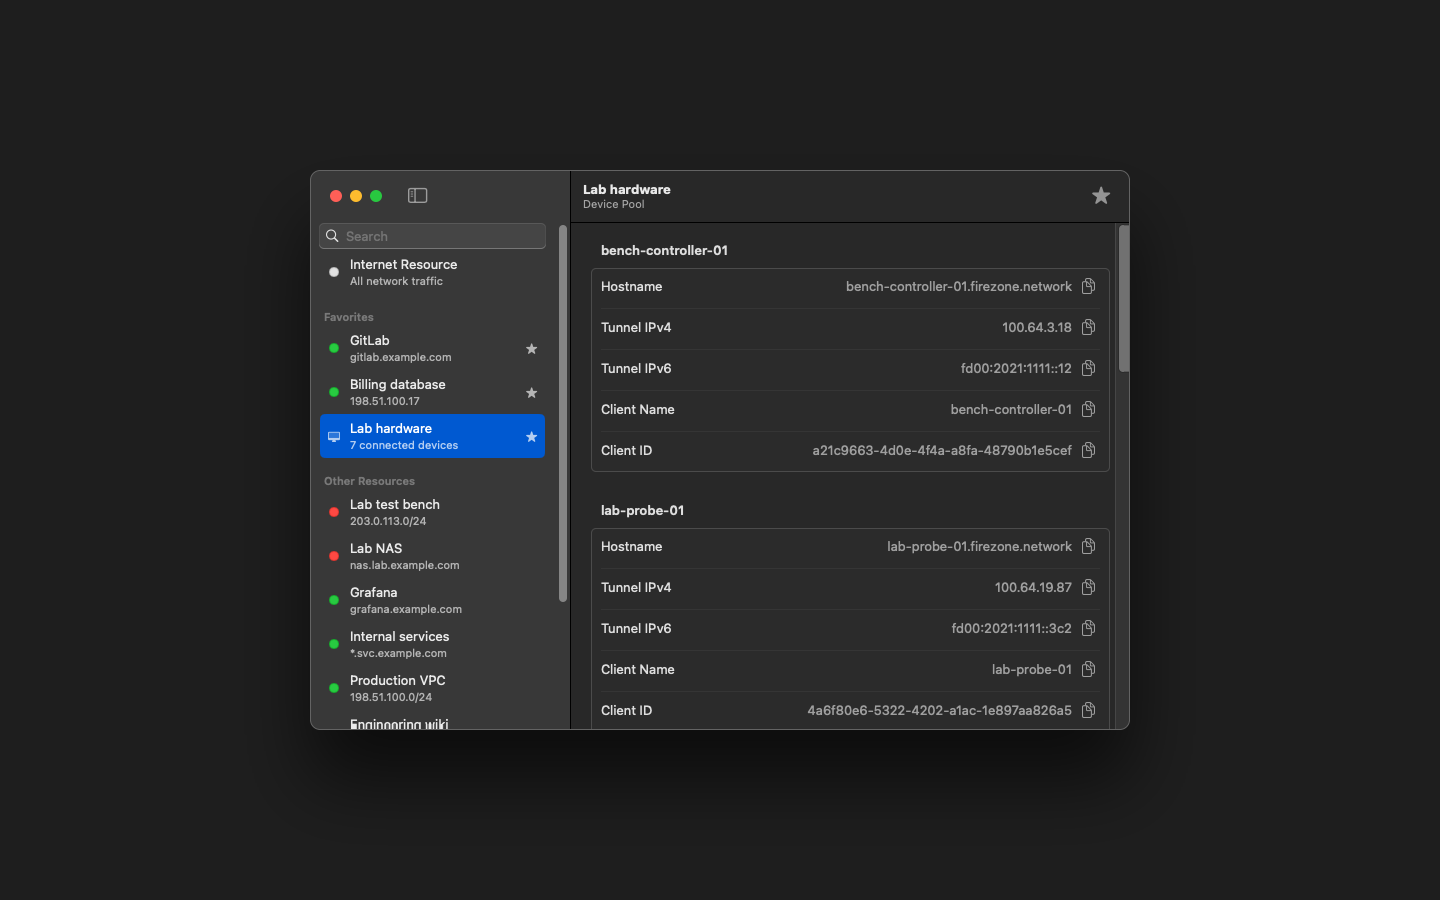 Lab hardware
Device Pool
Search
Internet Resource
All network traffic
Favorites
GitLab
gitlab.example.com
Billing database
198.51.100.17
Lab hardware
7 connected devices
Other Resources
Lab test bench
203.0.113.0/24
Lab NAS
nas.lab.example.com
Grafana
grafana.example.com
Internal services
*.svc.example.com
Production VPC
198.51.100.0/24
Engineering wiki
bench-controller-01
Hostname bench-controller-01.firezone.network
Tunnel IPv4 100.64.3.18
Tunnel IPv6 fd00:2021:1111::12
Client Name bench-controller-01
Client ID a21c9663-4d0e-4f4a-a8fa-48790b1e5cef
lab-probe-01
Hostname lab-probe-01.firezone.network
Tunnel IPv4 100.64.19.87
Tunnel IPv6 fd00:2021:1111::3c2
Client Name lab-probe-01
Client ID 4a6f80e6-5322-4202-a1ac-1e897aa826a5